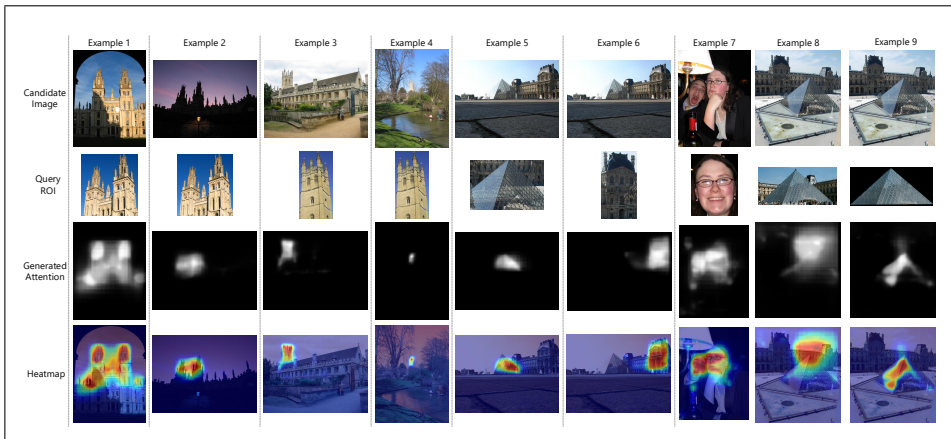 Example 1
Example 2
Example 3
Example 4
Example 5
Example 6
Example 7
Example 8
Example 9
Candidate
Image
Query
ROI
Generated
Attention
Heatmap